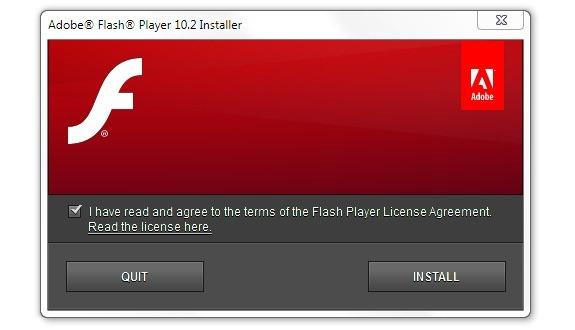 Adobe® Flash® Player 10.2 Installer
®
Adobe
I have read and agree to the terms of the Flash Player License Agreement.
Read the license here.
QUIT
INSTALL